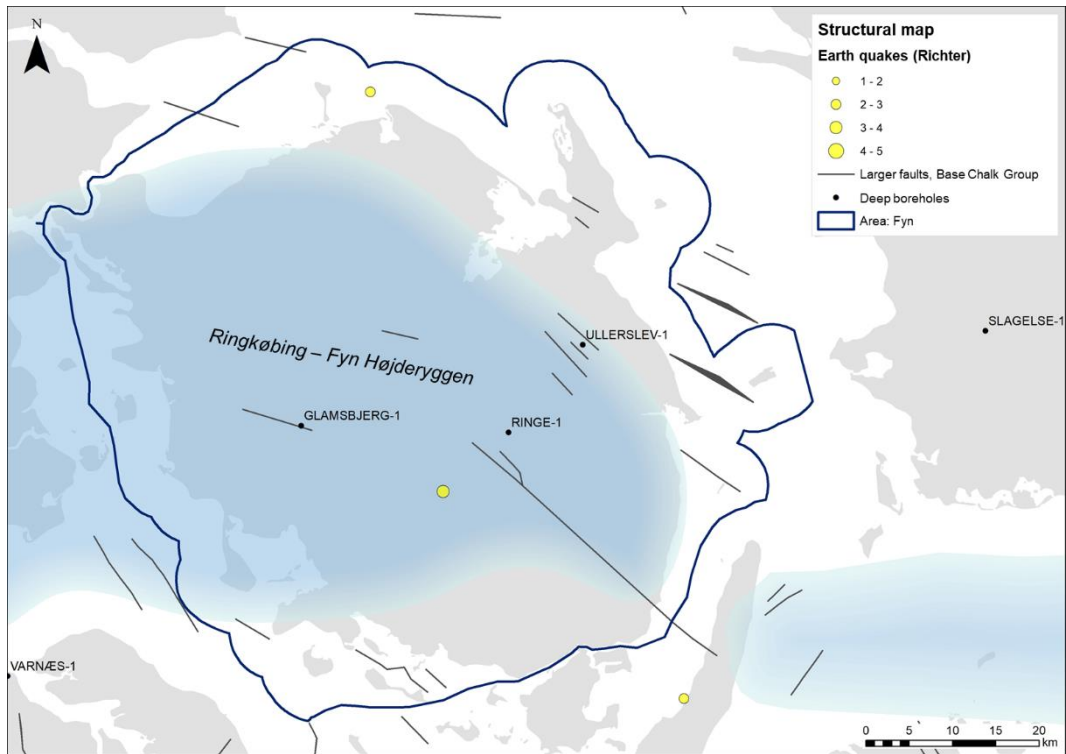 N
Structural map
Earth quakes (Richter)
1 - 2
2 - 3
3 - 4
4 - 5
Larger faults, Base Chalk Group
Deep boreholes
Area: Fyn
SLAGELSE-1
ULLERSLEV-1
Ringkøbing – Fyn Højderyggen
GLAMSBJERG-1
RINGE-1
VARNÆS-1
0 5 10 20
km